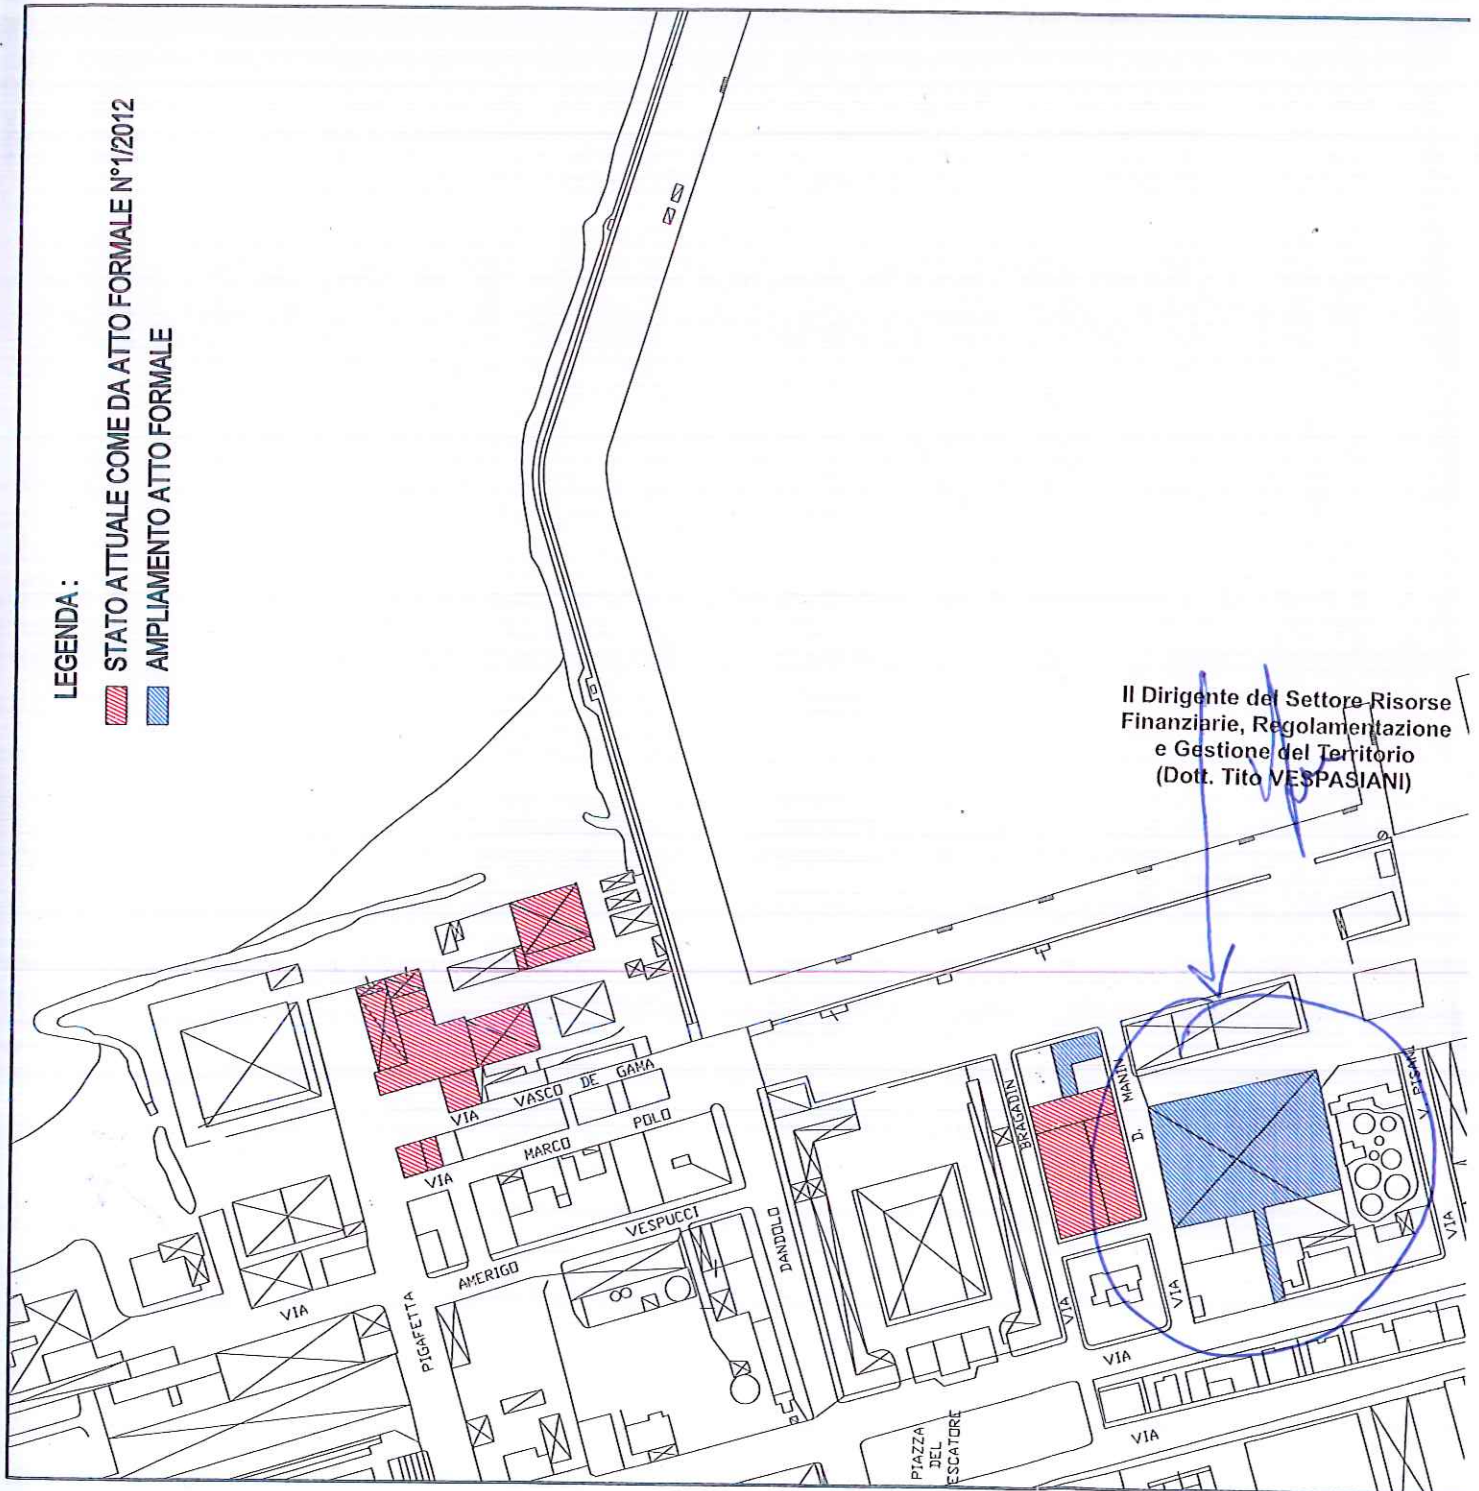 LEGENDA :
STATO ATTUALE COME DA ATTO FORMALE N°1/2012
AMPLIAMENTO ATTO FORMALE
Il Dirigente del Settore Risorse
Finanziarie, Regolamentazione
e Gestione del Territorio
(Dott. Tito VESPASIANI)
VIA VASCO DE GAMA
VIA MARCO POLO
AMERIGO VESPUCCI
VIA
PIGAFETTA
DANDOLO
VIA BRAGADIN
VIA D. MANIN
VIA
V. PISANI
VIA
VIA
PIAZZA
DEL
ESCATORE